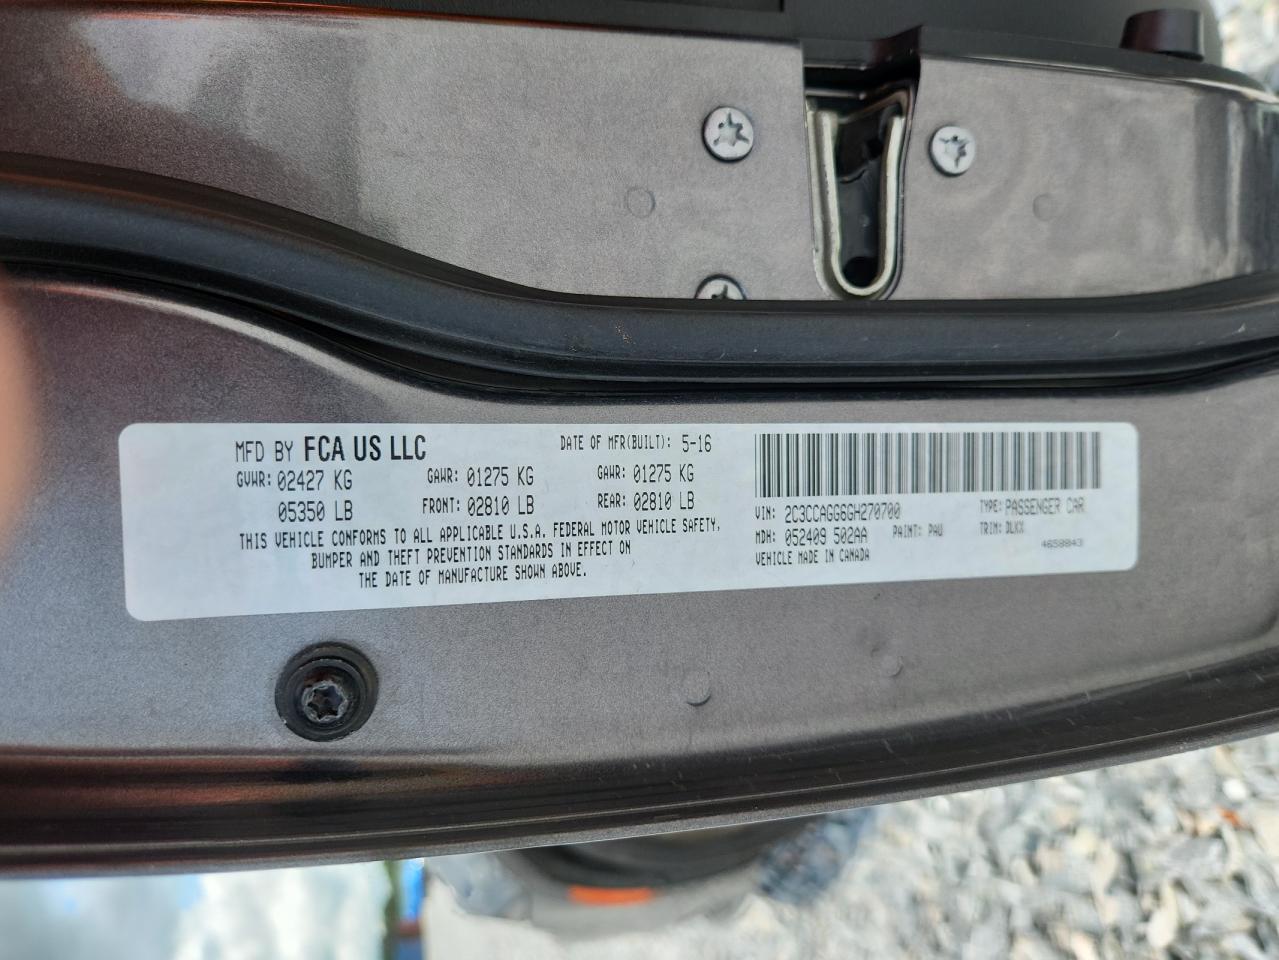 MFD BY FCA US LLC DATE OF MFR(BUILT): 5-16
GVWR: 02427 KG GAWR: 01275 KG GAWR: 01275 KG
05350 LB FRONT: 02810 LB REAR: 02810 LB
THIS VEHICLE CONFORMS TO ALL APPLICABLE U.S.A. FEDERAL MOTOR VEHICLE SAFETY,
BUMPER AND THEFT PREVENTION STANDARDS IN EFFECT ON
THE DATE OF MANUFACTURE SHOWN ABOVE.
VIN: 2C3CCAGG6GH270700 TYPE: PASSENGER CAR
MDH: 052409 502AA PAINT: PAU TRIM: DLKX
VEHICLE MADE IN CANADA 4658843